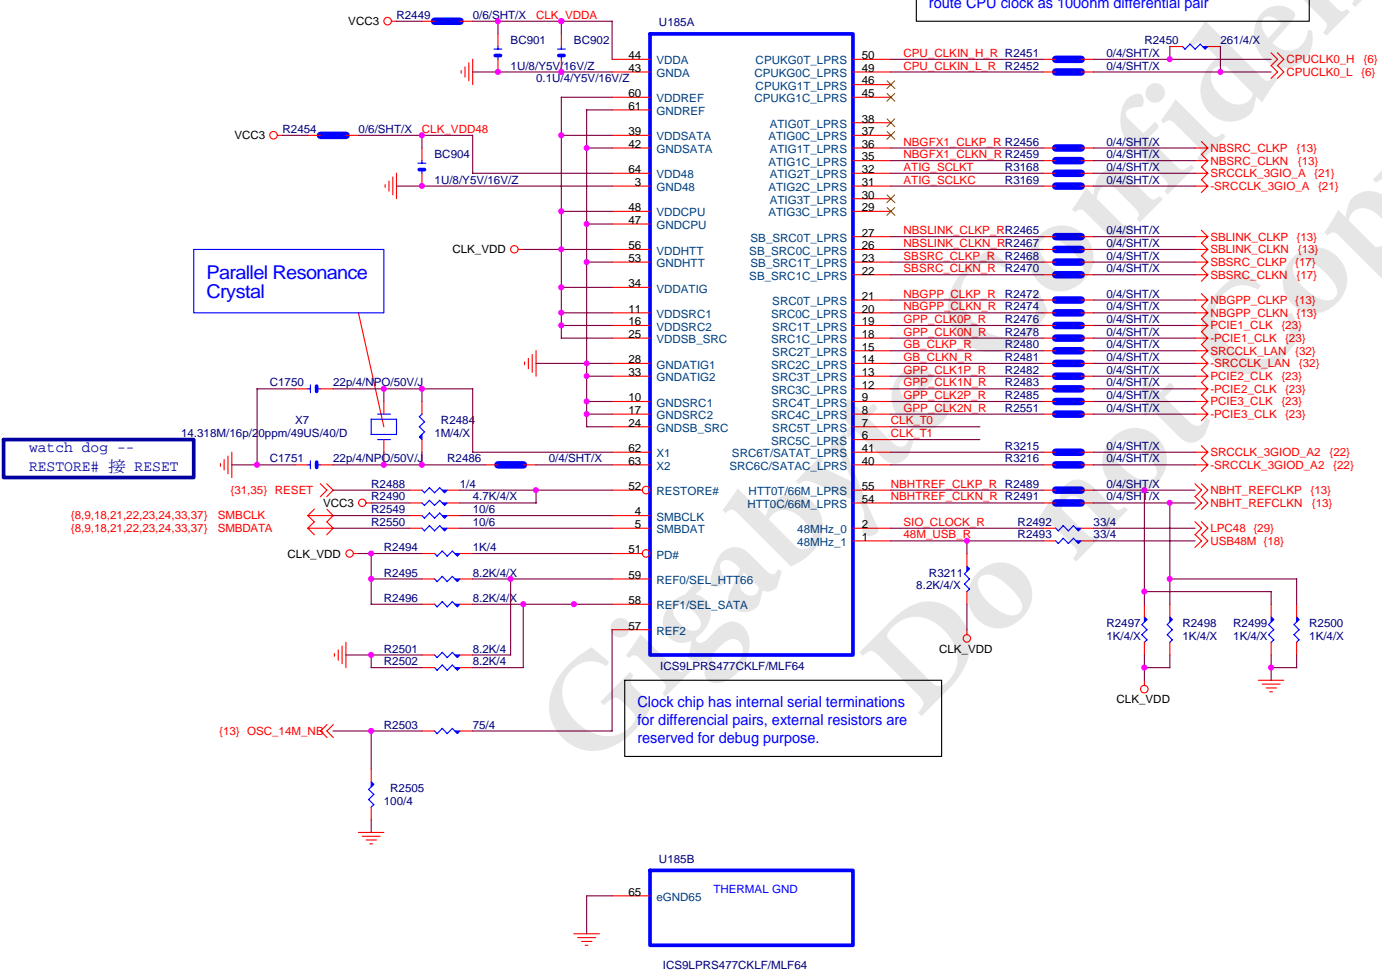 route CPU clock as 100ohm differential pair
VCC3 R2449 0/6/SHT/X CLK_VDDA
U185A
BC901 BC902
1U/8/Y5V/16V/Z
0.1U/4/Y5V/16V/Z
VCC3 R2454 0/6/SHT/X CLK_VDD48
BC904
1U/8/Y5V/16V/Z
CLK_VDD
Parallel Resonance
Crystal
C1750 22p/4/NPO/50V/J
X7
14.318M/16p/20ppm/49US/40/D
R2484
1M/4/X
C1751 22p/4/NPO/50V/J R2486 0/4/SHT/X
watch dog --
RESTORE# 接 RESET
{31,35} RESET R2488 1/4
VCC3 R2490 4.7K/4/X
{8,9,18,21,22,23,24,33,37} SMBCLK R2549 10/6
{8,9,18,21,22,23,24,33,37} SMBDATA R2550 10/6
CLK_VDD R2494 1K/4
R2495 8.2K/4/X
R2496 8.2K/4/X
R2501 8.2K/4
R2502 8.2K/4
{13} OSC_14M_NB R2503 75/4
R2505
100/4
44 VDDA
43 GNDA
60 VDDREF
61 GNDREF
39 VDDSATA
42 GNDSATA
64 VDD48
3 GND48
48 VDDCPU
47 GNDCPU
56 VDDHTT
53 GNDHTT
34 VDDATIG
11 VDDSRC1
16 VDDSRC2
25 VDDSB_SRC
28 GNDATIG1
33 GNDATIG2
10 GNDSRC1
17 GNDSRC2
24 GNDSB_SRC
62 X1
63 X2
52 RESTORE#
4 SMBCLK
5 SMBDAT
51 PD#
59 REF0/SEL_HTT66
58 REF1/SEL_SATA
57 REF2
R2450 261/4/X
CPUKG0T_LPRS 50 CPU_CLKIN_H_R R2451 0/4/SHT/X CPUCLK0_H {6}
CPUKG0C_LPRS 49 CPU_CLKIN_L_R R2452 0/4/SHT/X CPUCLK0_L {6}
CPUKG1T_LPRS 46
CPUKG1C_LPRS 45
ATIG0T_LPRS 38
ATIG0C_LPRS 37
ATIG1T_LPRS 36 NBGFX1_CLKP_R R2456 0/4/SHT/X NBSRC_CLKP {13}
ATIG1C_LPRS 35 NBGFX1_CLKN_R R2459 0/4/SHT/X NBSRC_CLKN {13}
ATIG2T_LPRS 32 ATIG_SCLKT R3168 0/4/SHT/X SRCCLK_3GIO_A {21}
ATIG2C_LPRS 31 ATIG_SCLKC R3169 0/4/SHT/X -SRCCLK_3GIO_A {21}
ATIG3T_LPRS 30
ATIG3C_LPRS 29
SB_SRC0T_LPRS 27 NBSLINK_CLKP_R R2465 0/4/SHT/X SBLINK_CLKP {13}
SB_SRC0C_LPRS 26 NBSLINK_CLKN_R R2467 0/4/SHT/X SBLINK_CLKN {13}
SB_SRC1T_LPRS 23 SBSRC_CLKP_R R2468 0/4/SHT/X SBSRC_CLKP {17}
SB_SRC1C_LPRS 22 SBSRC_CLKN_R R2470 0/4/SHT/X SBSRC_CLKN {17}
SRC0T_LPRS 21 NBGPP_CLKP_R R2472 0/4/SHT/X NBGPP_CLKP {13}
SRC0C_LPRS 20 NBGPP_CLKN_R R2474 0/4/SHT/X NBGPP_CLKN {13}
SRC1T_LPRS 19 GPP_CLK0P_R R2476 0/4/SHT/X PCIE1_CLK {23}
SRC1C_LPRS 18 GPP_CLK0N_R R2478 0/4/SHT/X -PCIE1_CLK {23}
SRC2T_LPRS 15 GB_CLKP_R R2480 0/4/SHT/X SRCCLK_LAN {32}
SRC2C_LPRS 14 GB_CLKN_R R2481 0/4/SHT/X -SRCCLK_LAN {32}
SRC3T_LPRS 13 GPP_CLK1P_R R2482 0/4/SHT/X PCIE2_CLK {23}
SRC3C_LPRS 12 GPP_CLK1N_R R2483 0/4/SHT/X -PCIE2_CLK {23}
SRC4T_LPRS 9 GPP_CLK2P_R R2485 0/4/SHT/X PCIE3_CLK {23}
SRC4C_LPRS 8 GPP_CLK2N_R R2551 0/4/SHT/X -PCIE3_CLK {23}
SRC5T_LPRS 7 CLK_T0
SRC5C_LPRS 6 CLK_T1
SRC6T/SATAT_LPRS 41 R3215 0/4/SHT/X SRCCLK_3GIOD_A2 {22}
SRC6C/SATAC_LPRS 40 R3216 0/4/SHT/X -SRCCLK_3GIOD_A2 {22}
HTT0T/66M_LPRS 55 NBHTREF_CLKP_R R2489 0/4/SHT/X NBHT_REFCLKP {13}
HTT0C/66M_LPRS 54 NBHTREF_CLKN_R R2491 0/4/SHT/X NBHT_REFCLKN {13}
48MHz_0 2 SIO_CLOCK_R R2492 33/4 LPC48 {29}
48MHz_1 1 48M_USB_R R2493 33/4 USB48M {18}
R3211
8.2K/4/X
CLK_VDD
R2497 R2498 R2499 R2500
1K/4/X 1K/4/X 1K/4/X 1K/4/X
CLK_VDD
ICS9LPRS477CKLF/MLF64
Clock chip has internal serial terminations
for differencial pairs, external resistors are
reserved for debug purpose.
U185B
65 eGND65 THERMAL GND
ICS9LPRS477CKLF/MLF64
Gigabyte Confiden
Do not Cop